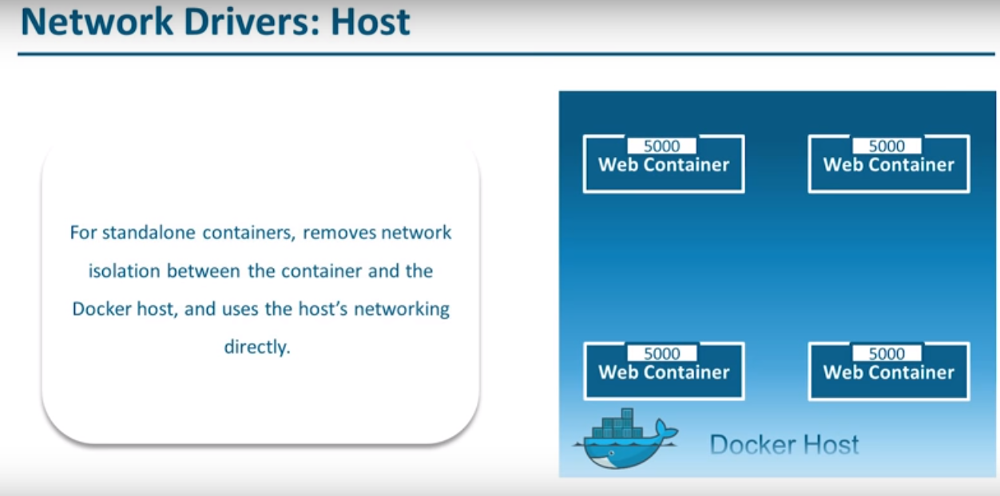 Network Drivers: Host
For standalone containers, removes network
isolation between the container and the
Docker host, and uses the host’s networking
directly.
5000
Web Container
5000
Web Container
5000
Web Container
5000
Web Container
Docker Host